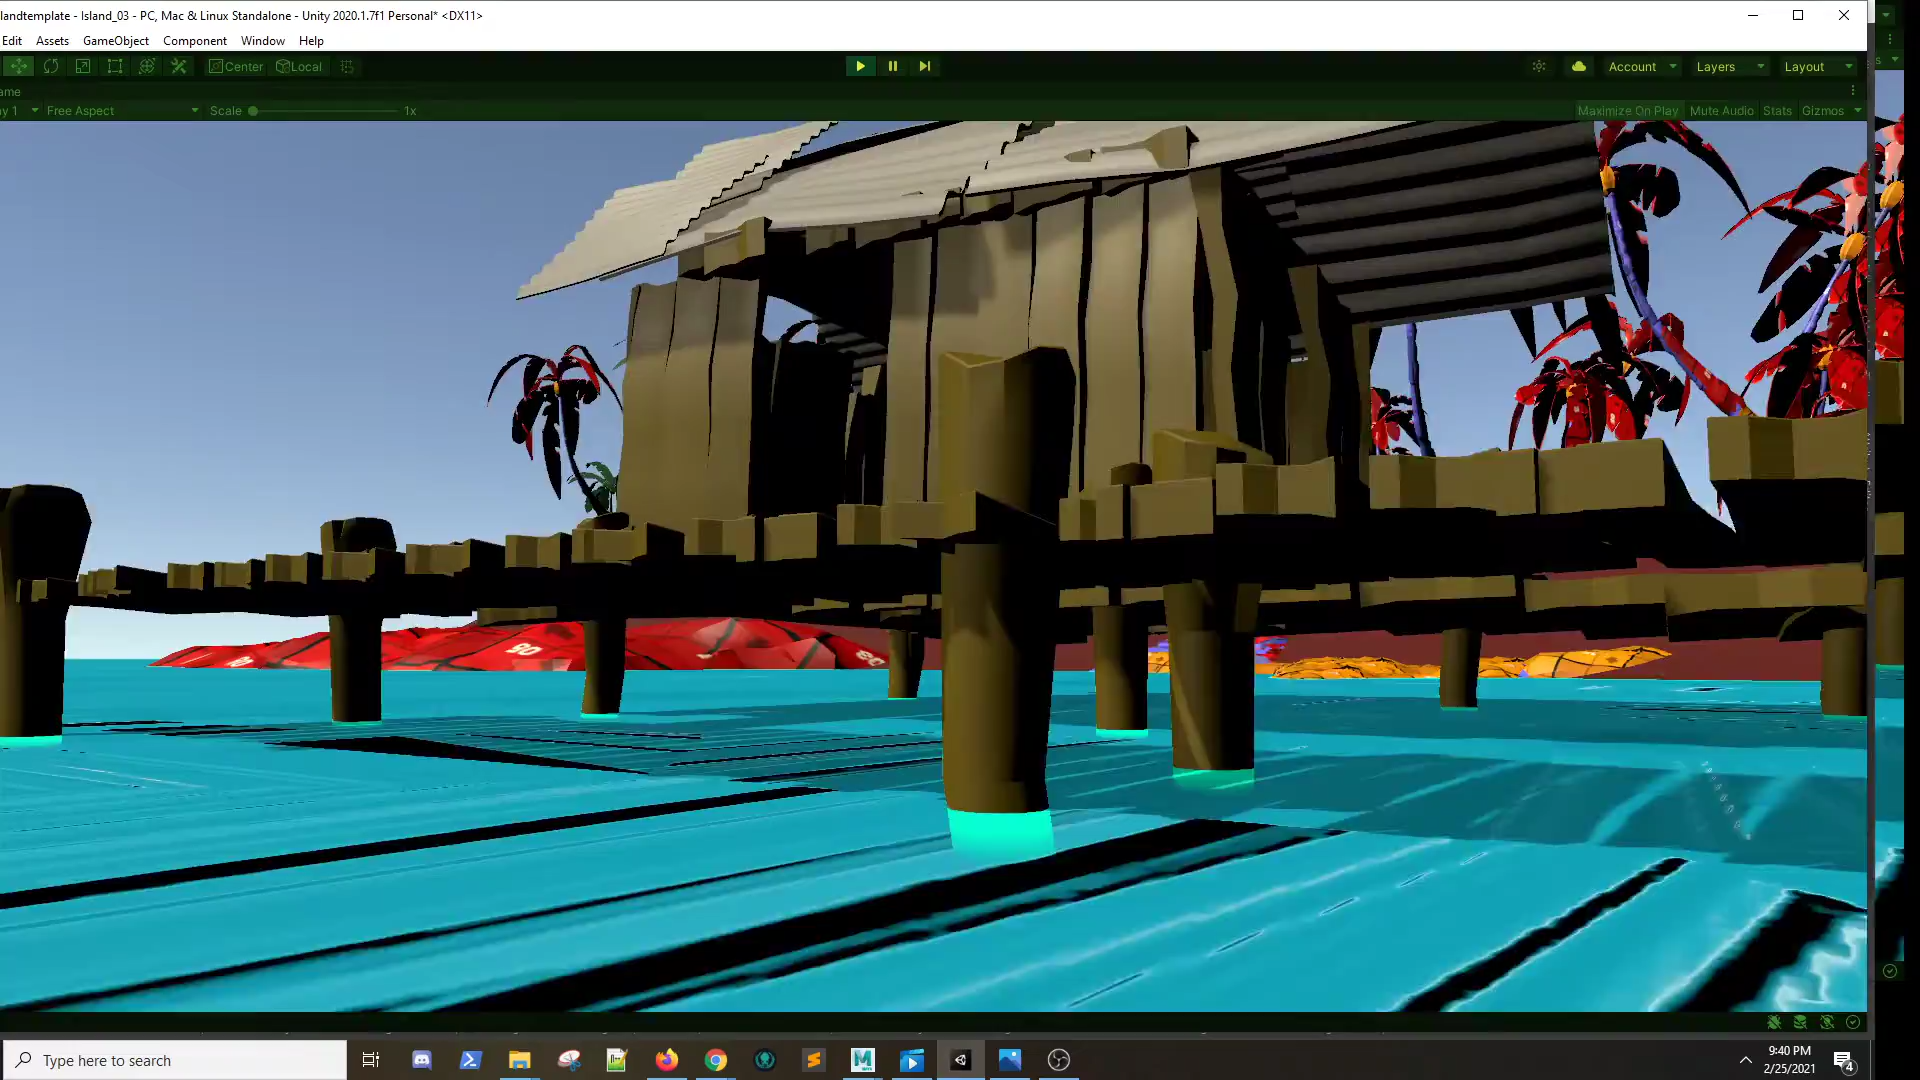 landtemplate - Island_03 - PC, Mac & Linux Standalone - Unity 2020.1.7f1 Personal* <DX11>
Edit Assets GameObject Component Window Help
Center Local Account Layers Layout
ame
y 1 Free Aspect Scale 1x Maximize On Play Mute Audio Stats Gizmos
Type here to search
9:40 PM
2/25/2021
4